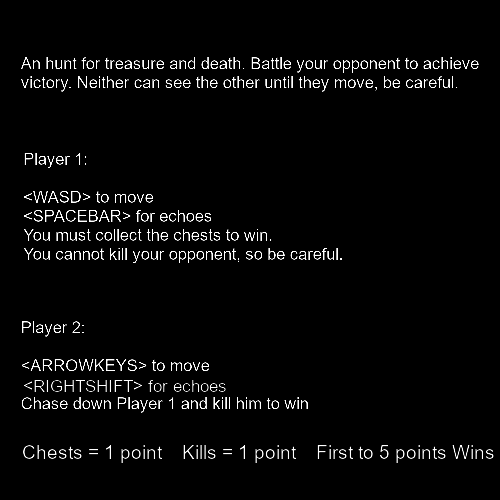 An hunt for treasure and death. Battle your opponent to achieve
victory. Neither can see the other until they move, be careful.
Player 1:
<WASD> to move
<SPACEBAR> for echoes
You must collect the chests to win.
You cannot kill your opponent, so be careful.
Player 2:
<ARROWKEYS> to move
<RIGHTSHIFT> for echoes
Chase down Player 1 and kill him to win
Chests = 1 point Kills = 1 point First to 5 points Wins